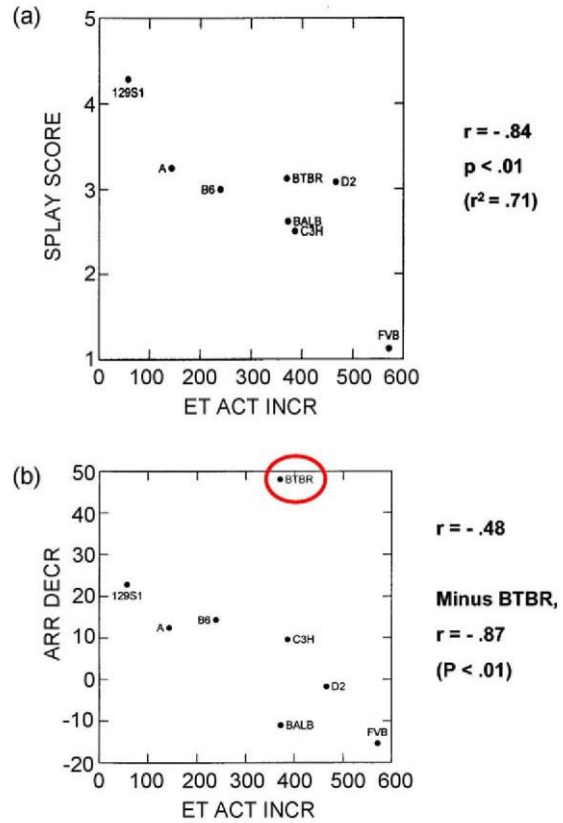 (a)
5
4
3
2
1
SPLAY SCORE
129S1
A
B6
BTBR
D2
BALB
C3H
FVB
0 100 200 300 400 500 600
ET ACT INCR
r = - .84
p < .01
(r² = .71)
(b)
50
40
30
20
10
0
-10
-20
ARR DECR
BTBR
129S1
A
B6
C3H
D2
BALB
FVB
0 100 200 300 400 500 600
ET ACT INCR
r = - .48
Minus BTBR,
r = - .87
(P < .01)